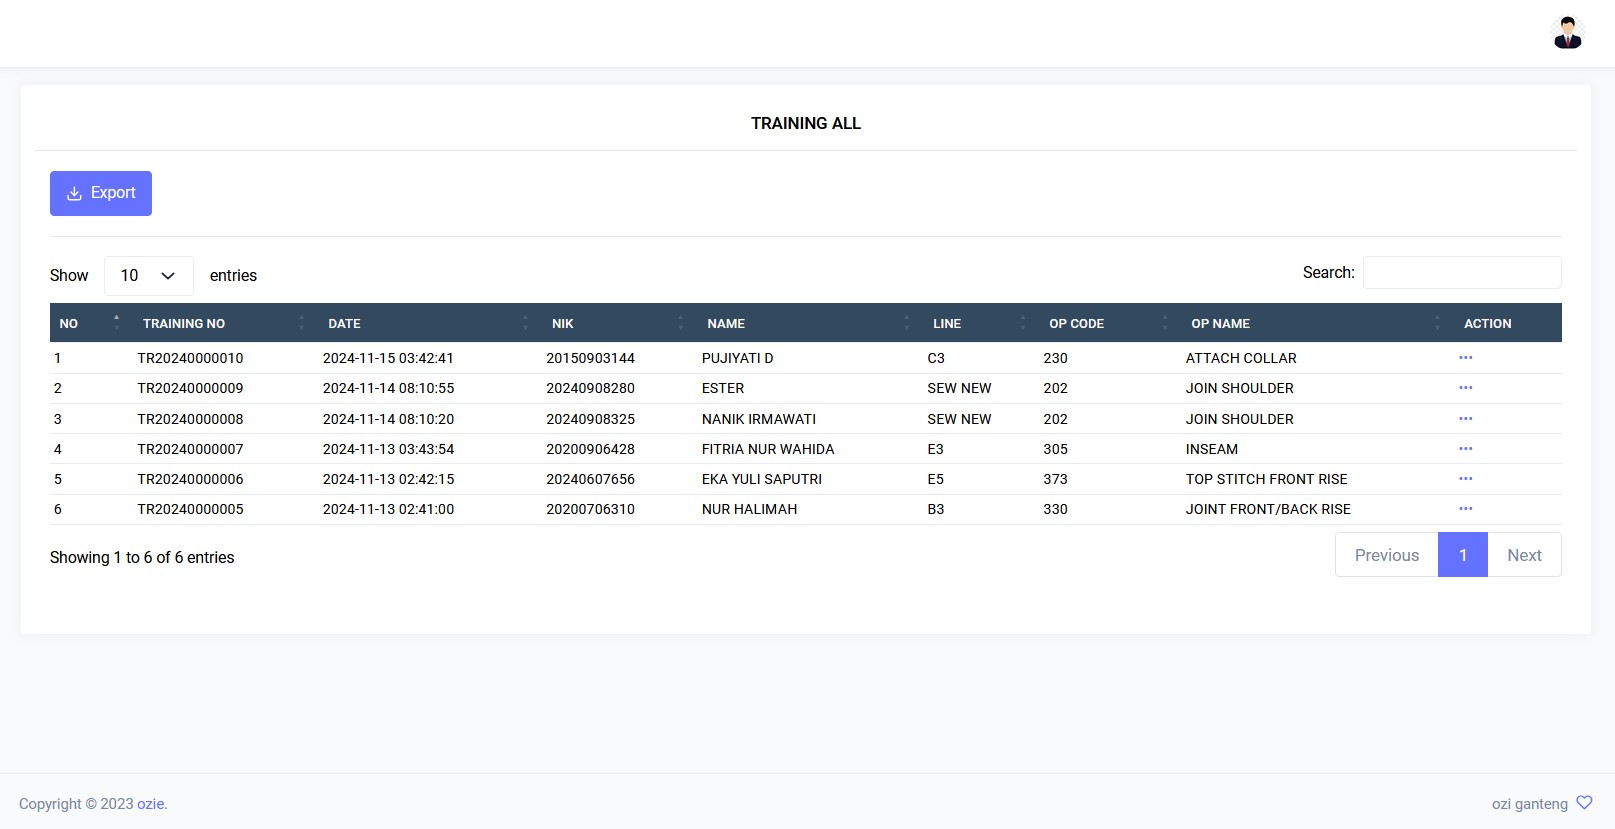 TRAINING ALL
Export
Show 10 entries
Search:
NO TRAINING NO DATE NIK NAME LINE OP CODE OP NAME ACTION
1 TR20240000010 2024-11-15 03:42:41 20150903144 PUJIYATI D C3 230 ATTACH COLLAR ...
2 TR20240000009 2024-11-14 08:10:55 20240908280 ESTER SEW NEW 202 JOIN SHOULDER ...
3 TR20240000008 2024-11-14 08:10:20 20240908325 NANIK IRMAWATI SEW NEW 202 JOIN SHOULDER ...
4 TR20240000007 2024-11-13 03:43:54 20200906428 FITRIA NUR WAHIDA E3 305 INSEAM ...
5 TR20240000006 2024-11-13 02:42:15 20240607656 EKA YULI SAPUTRI E5 373 TOP STITCH FRONT RISE ...
6 TR20240000005 2024-11-13 02:41:00 20200706310 NUR HALIMAH B3 330 JOINT FRONT/BACK RISE ...
Showing 1 to 6 of 6 entries
Previous 1 Next
Copyright © 2023 ozie.
ozi ganteng